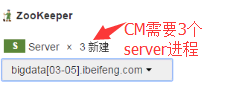 ZooKeeper
CM需要3个
S Server × 3 新建
server进程
bigdata[03-05].ibeifeng.com